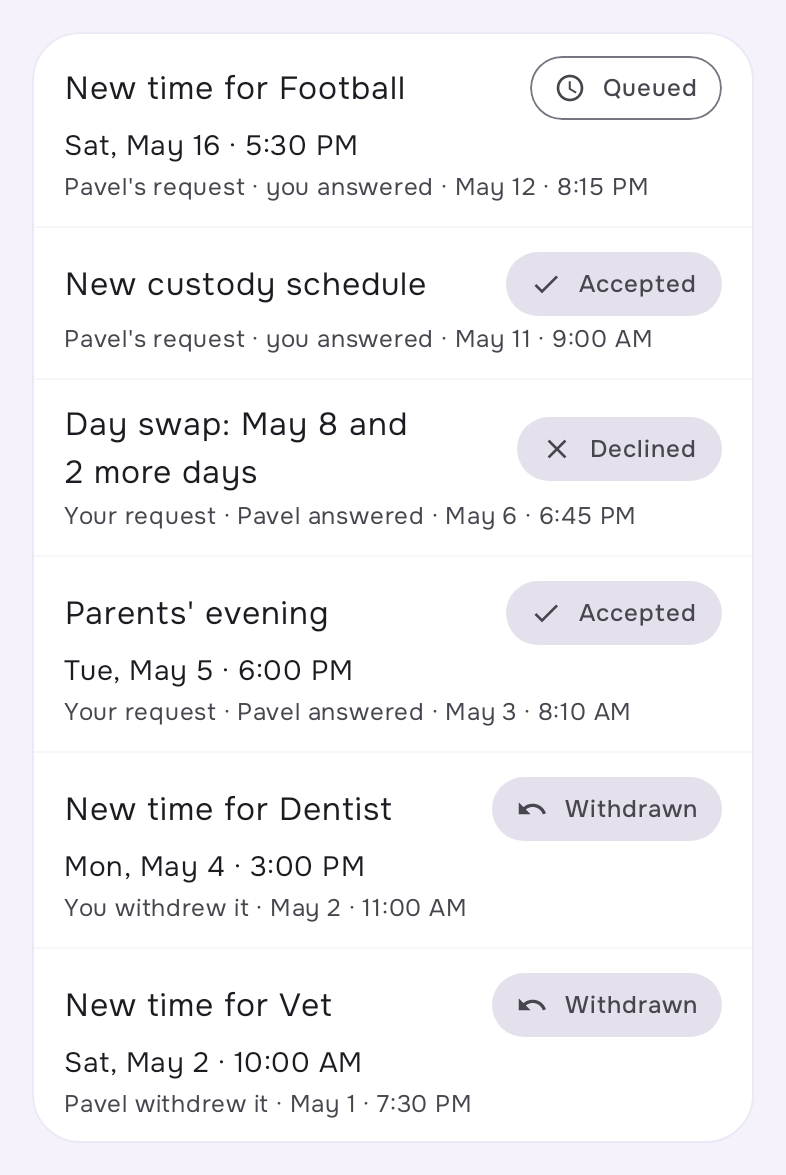 New time for Football
Queued
Sat, May 16 · 5:30 PM
Pavel's request · you answered · May 12 · 8:15 PM
New custody schedule
Accepted
Pavel's request · you answered · May 11 · 9:00 AM
Day swap: May 8 and
2 more days
Declined
Your request · Pavel answered · May 6 · 6:45 PM
Parents' evening
Accepted
Tue, May 5 · 6:00 PM
Your request · Pavel answered · May 3 · 8:10 AM
New time for Dentist
Withdrawn
Mon, May 4 · 3:00 PM
You withdrew it · May 2 · 11:00 AM
New time for Vet
Withdrawn
Sat, May 2 · 10:00 AM
Pavel withdrew it · May 1 · 7:30 PM